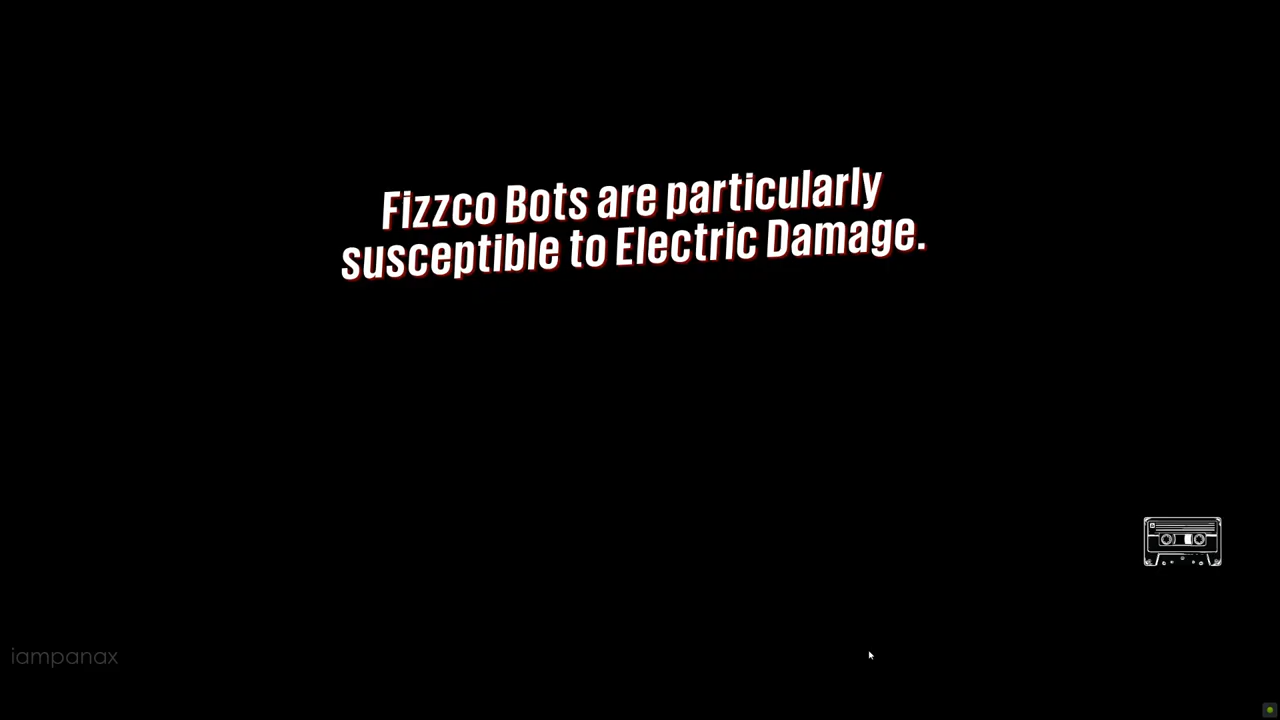 Fizzco Bots are particularly
susceptible to Electric Damage.
iampanax